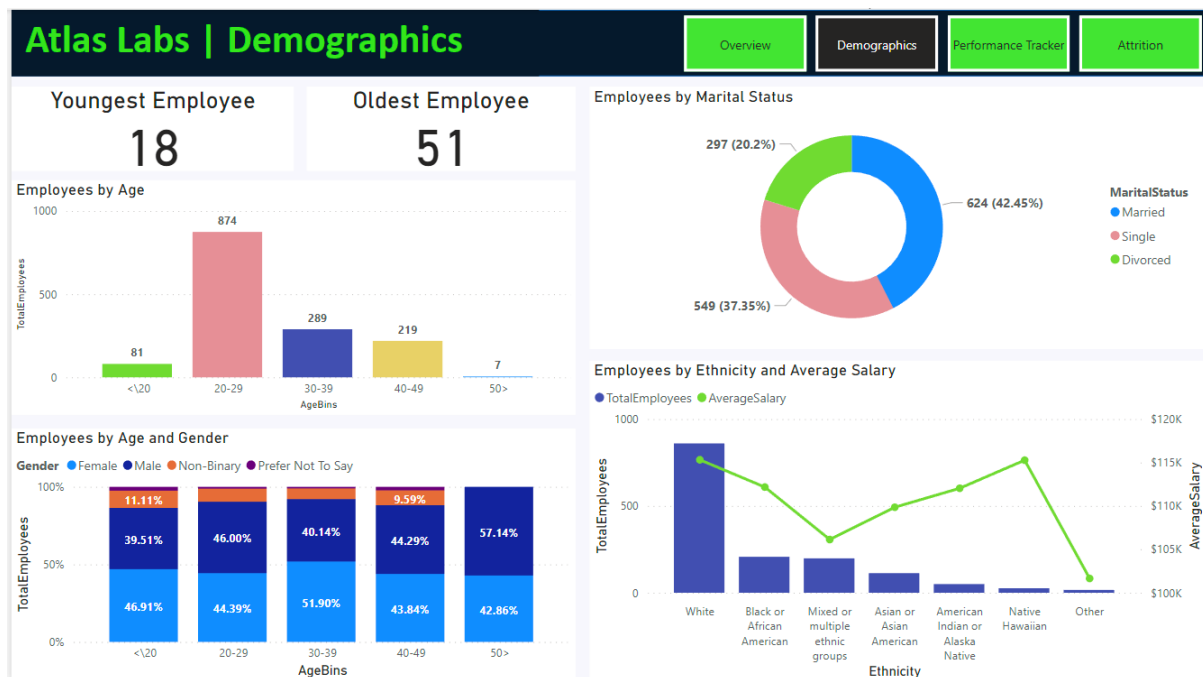 Atlas Labs | Demographics
Overview
Demographics
Performance Tracker
Attrition
Youngest Employee
18
Oldest Employee
51
Employees by Age
TotalEmployees
1000
500
0
81
874
289
219
7
<\20
20-29
30-39
40-49
50>
AgeBins
Employees by Age and Gender
Gender Female Male Non-Binary Prefer Not To Say
TotalEmployees
100%
50%
0%
11.11%
9.59%
39.51%
46.00%
40.14%
44.29%
57.14%
46.91%
44.39%
51.90%
43.84%
42.86%
<\20
20-29
30-39
40-49
50>
AgeBins
Employees by Marital Status
297 (20.2%)
624 (42.45%)
549 (37.35%)
MaritalStatus
Married
Single
Divorced
Employees by Ethnicity and Average Salary
TotalEmployees AverageSalary
TotalEmployees
1000
500
0
$120K
$115K
$110K
$105K
$100K
AverageSalary
White
Black or
African
American
Mixed or
multiple
ethnic
groups
Asian or
Asian
American
American
Indian or
Alaska
Native
Native
Hawaiian
Other
Ethnicity